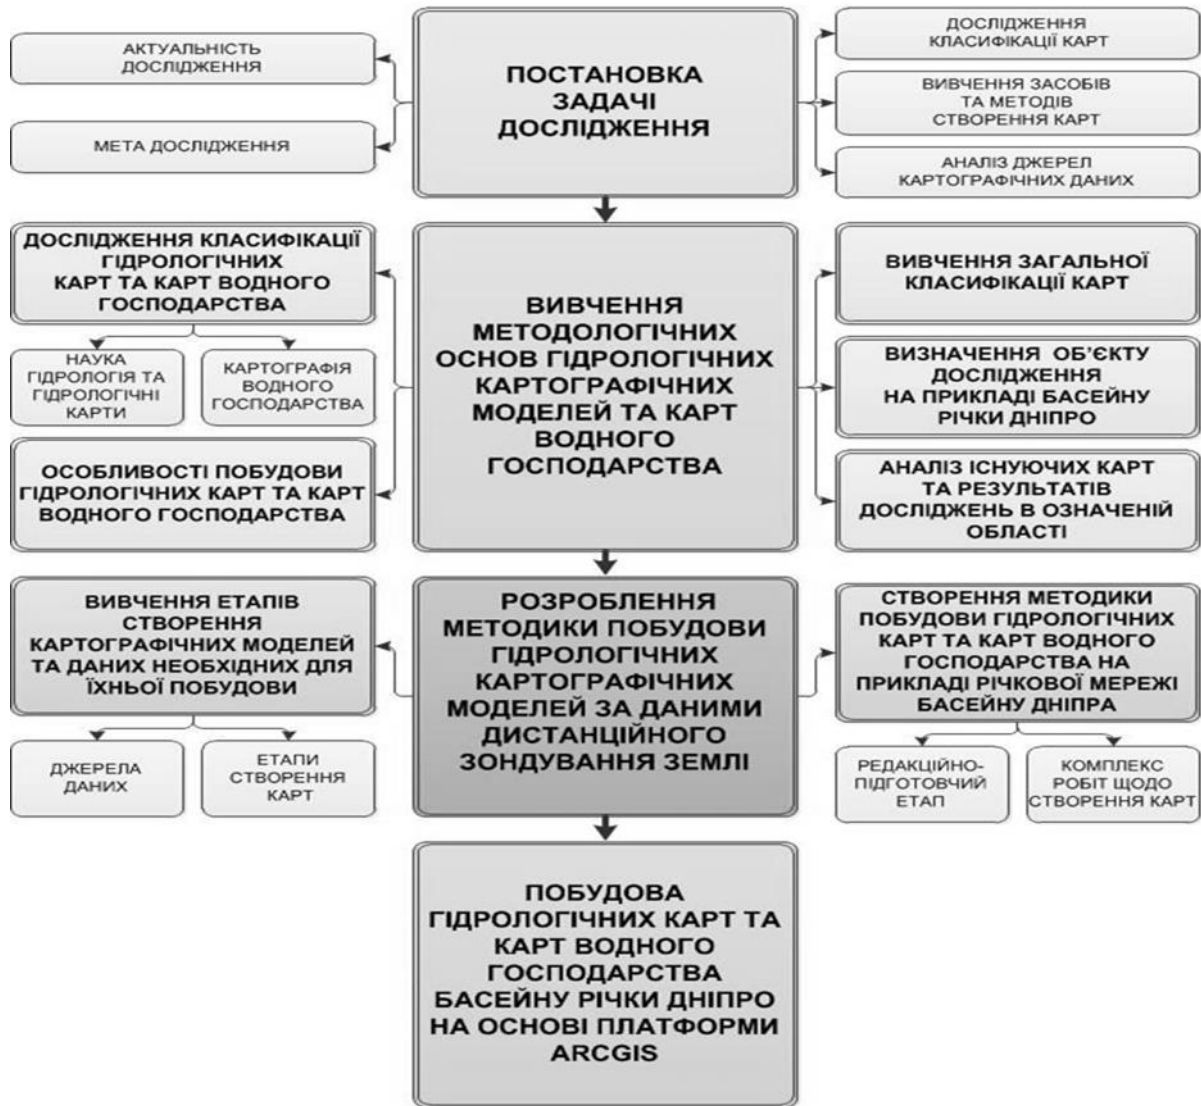 АКТУАЛЬНІСТЬ
ДОСЛІДЖЕННЯ
МЕТА ДОСЛІДЖЕННЯ
ПОСТАНОВКА
ЗАДАЧІ
ДОСЛІДЖЕННЯ
ДОСЛІДЖЕННЯ
КЛАСИФІКАЦІЇ КАРТ
ВИВЧЕННЯ ЗАСОБІВ
ТА МЕТОДІВ
СТВОРЕННЯ КАРТ
АНАЛІЗ ДЖЕРЕЛ
КАРТОГРАФІЧНИХ ДАНИХ
ДОСЛІДЖЕННЯ КЛАСИФІКАЦІЇ
ГІДРОЛОГІЧНИХ
КАРТ ТА КАРТ ВОДНОГО
ГОСПОДАРСТВА
НАУКА
ГІДРОЛОГІЯ ТА
ГІДРОЛОГІЧНІ
КАРТИ
КАРТОГРАФІЯ
ВОДНОГО
ГОСПОДАРСТВА
ОСОБЛИВОСТІ ПОБУДОВИ
ГІДРОЛОГІЧНИХ КАРТ ТА КАРТ
ВОДНОГО ГОСПОДАРСТВА
ВИВЧЕННЯ
МЕТОДОЛОГІЧНИХ
ОСНОВ ГІДРОЛОГІЧНИХ
КАРТОГРАФІЧНИХ
МОДЕЛЕЙ ТА КАРТ
ВОДНОГО
ГОСПОДАРСТВА
ВИВЧЕННЯ ЗАГАЛЬНОЇ
КЛАСИФІКАЦІЇ КАРТ
ВИЗНАЧЕННЯ ОБ’ЄКТУ
ДОСЛІДЖЕННЯ
НА ПРИКЛАДІ БАСЕЙНУ
РІЧКИ ДНІПРО
АНАЛІЗ ІСНУЮЧИХ КАРТ
ТА РЕЗУЛЬТАТІВ
ДОСЛІДЖЕНЬ В ОЗНАЧЕНІЙ
ОБЛАСТІ
ВИВЧЕННЯ ЕТАПІВ
СТВОРЕННЯ
КАРТОГРАФІЧНИХ МОДЕЛЕЙ
ТА ДАНИХ НЕОБХІДНИХ ДЛЯ
ЇХНЬОЇ ПОБУДОВИ
ДЖЕРЕЛА
ДАНИХ
ЕТАПИ
СТВОРЕННЯ
КАРТ
РОЗРОБЛЕННЯ
МЕТОДИКИ ПОБУДОВИ
ГІДРОЛОГІЧНИХ
КАРТОГРАФІЧНИХ
МОДЕЛЕЙ ЗА ДАНИМИ
ДИСТАНЦІЙНОГО
ЗОНДУВАННЯ ЗЕМЛІ
СТВОРЕННЯ МЕТОДИКИ
ПОБУДОВИ ГІДРОЛОГІЧНИХ
КАРТ ТА КАРТ ВОДНОГО
ГОСПОДАРСТВА НА
ПРИКЛАДІ РІЧКОВОЇ МЕРЕЖІ
БАСЕЙНУ ДНІПРА
РЕДАКЦІЙНО-
ПІДГОТОВЧИЙ
ЕТАП
КОМПЛЕКС
РОБІТ ЩОДО
СТВОРЕННЯ КАРТ
ПОБУДОВА
ГІДРОЛОГІЧНИХ КАРТ ТА
КАРТ ВОДНОГО
ГОСПОДАРСТВА
БАСЕЙНУ РІЧКИ ДНІПРО
НА ОСНОВІ ПЛАТФОРМИ
ARCGIS